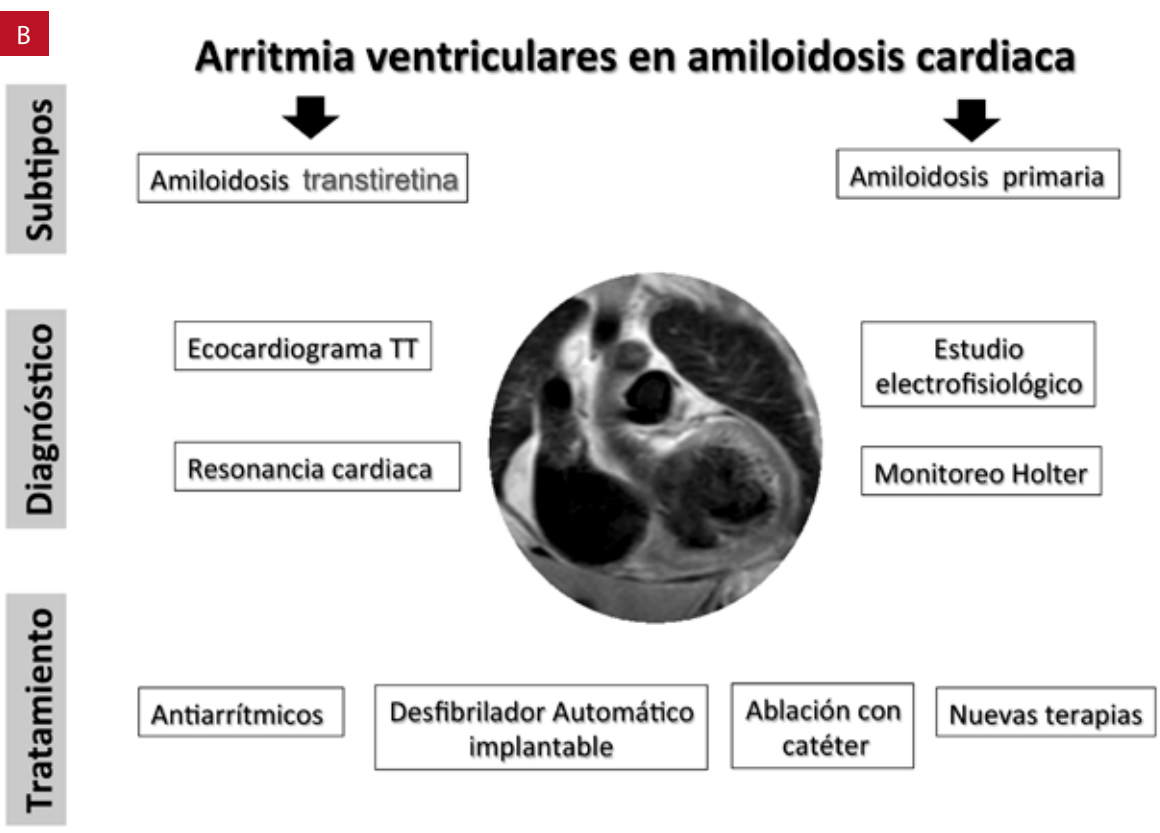 B
Arritmia ventriculares en amiloidosis cardiaca
Subtipos
Amiloidosis transtiretina
Amiloidosis primaria
Diagnóstico
Ecocardiograma TT
Resonancia cardiaca
Estudio
electrofisiológico
Monitoreo Holter
Tratamiento
Antiarrítmicos
Desfibrilador Automático
implantable
Ablación con
catéter
Nuevas terapias